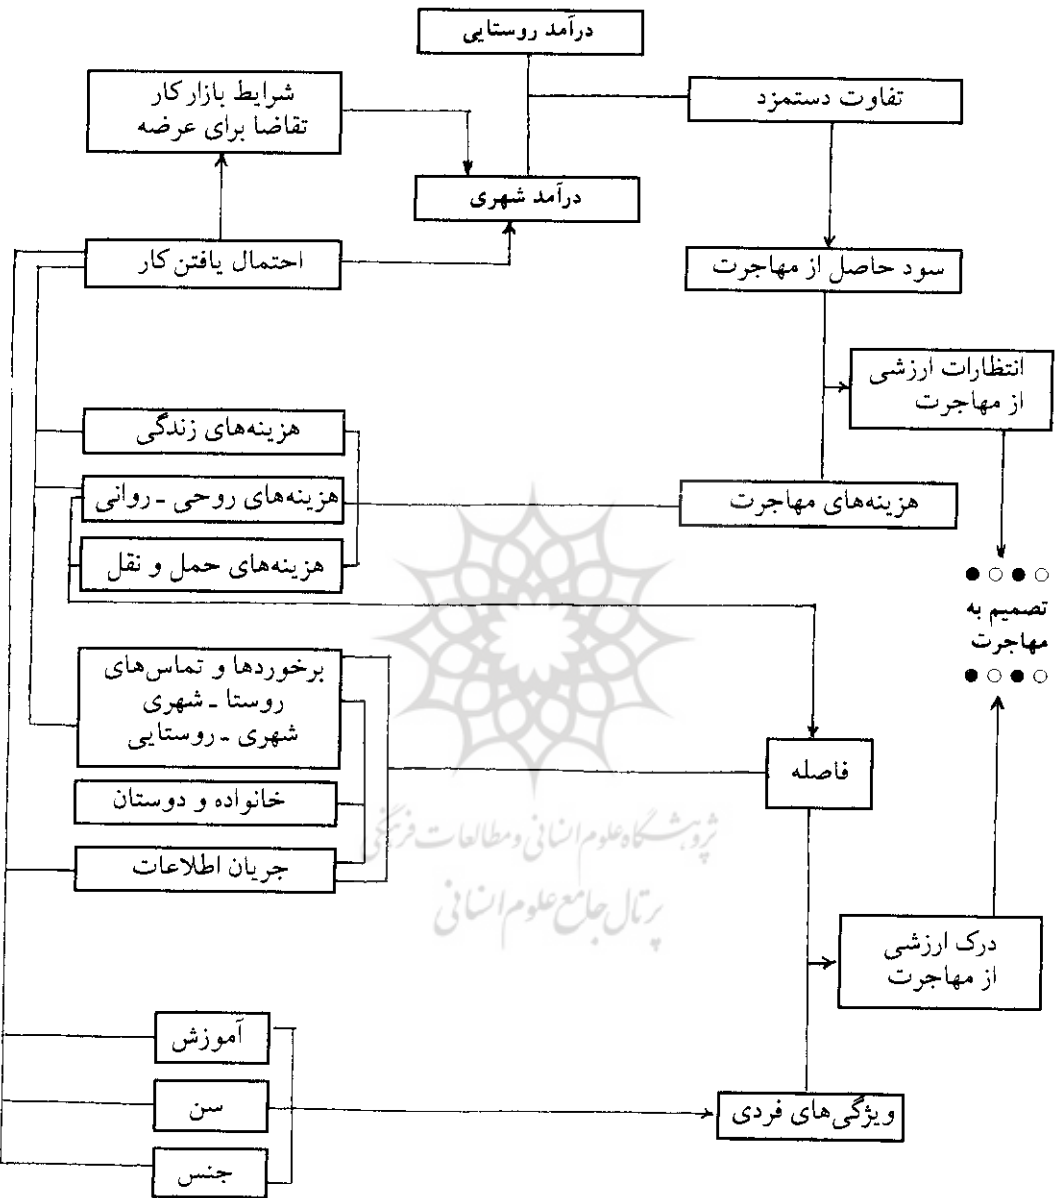 درآمد روستایی
تفاوت دستمزد
شرایط بازار کار
تقاضا برای عرضه
درآمد شهری
احتمال یافتن کار
سود حاصل از مهاجرت
انتظارات ارزشی
از مهاجرت
هزینه‌های زندگی
هزینه‌های مهاجرت
هزینه‌های روحی ـ روانی
هزینه‌های حمل و نقل
تصمیم به
مهاجرت
برخوردها و تماس‌های
روستا ـ شهری
شهری ـ روستایی
فاصله
خانواده و دوستان
پژوهشگاه علوم انسانی و مطالعات فرهنگی
جریان اطلاعات
پرتال جامع علوم انسانی
درک ارزشی
از مهاجرت
آموزش
سن
ویژگی‌های فردی
جنس